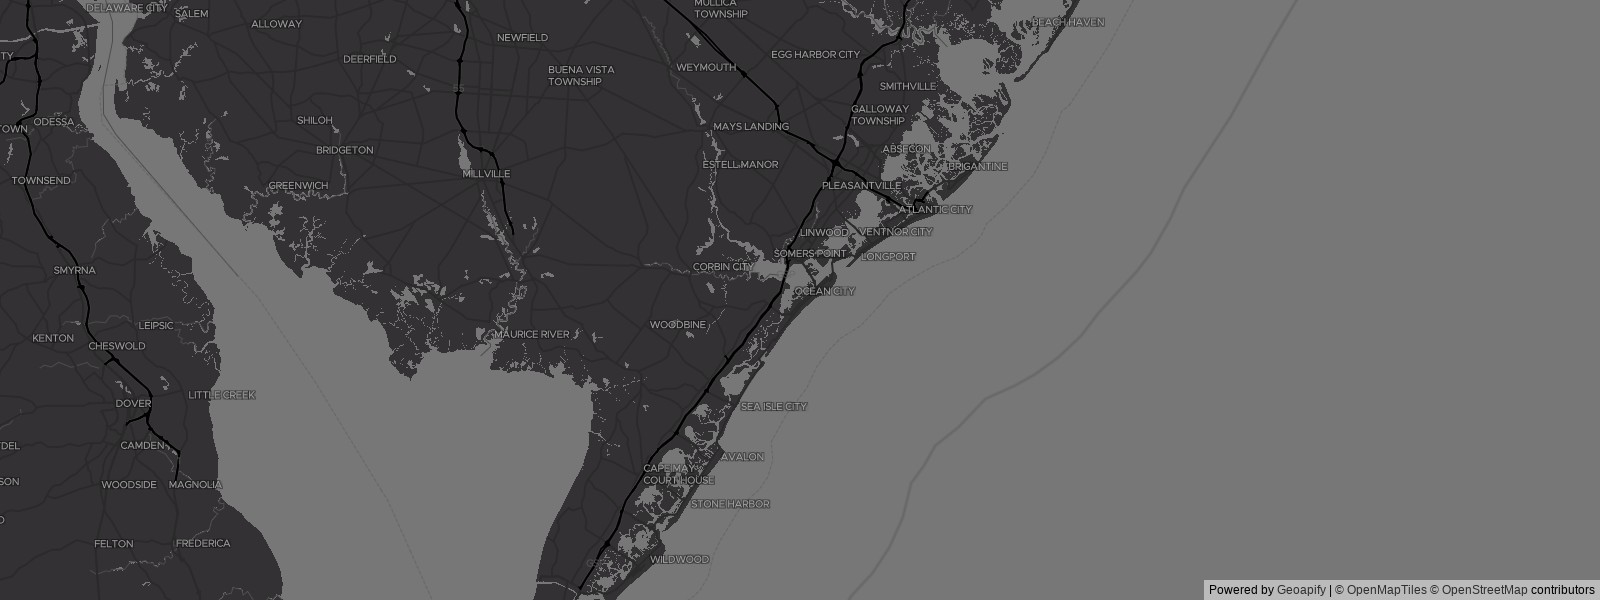 DELAWARE CITY
SALEM
ALLOWAY
MULLICA
TOWNSHIP
BEACH HAVEN
NEWFIELD
DEERFIELD
EGG HARBOR CITY
TY
BUENA VISTA
TOWNSHIP
WEYMOUTH
55
SMITHVILLE
GALLOWAY
TOWNSHIP
ODESSA
SHILOH
TOWN
MAYS LANDING
BRIDGETON
ABSECON
ESTELL MANOR
BRIGANTINE
TOWNSEND
GREENWICH
MILLVILLE
PLEASANTVILLE
ATLANTIC CITY
LINWOOD
VENTNOR CITY
SOMERS POINT
LONGPORT
SMYRNA
CORBIN CITY
OCEAN CITY
LEIPSIC
WOODBINE
KENTON
CHESWOLD
MAURICE RIVER
LITTLE CREEK
DOVER
SEA ISLE CITY
DEL
CAMDEN
AVALON
CAPE MAY
COURT HOUSE
SON
WOODSIDE
MAGNOLIA
STONE HARBOR
FELTON
FREDERICA
WILDWOOD
Powered by Geoapify | © OpenMapTiles © OpenStreetMap contributors